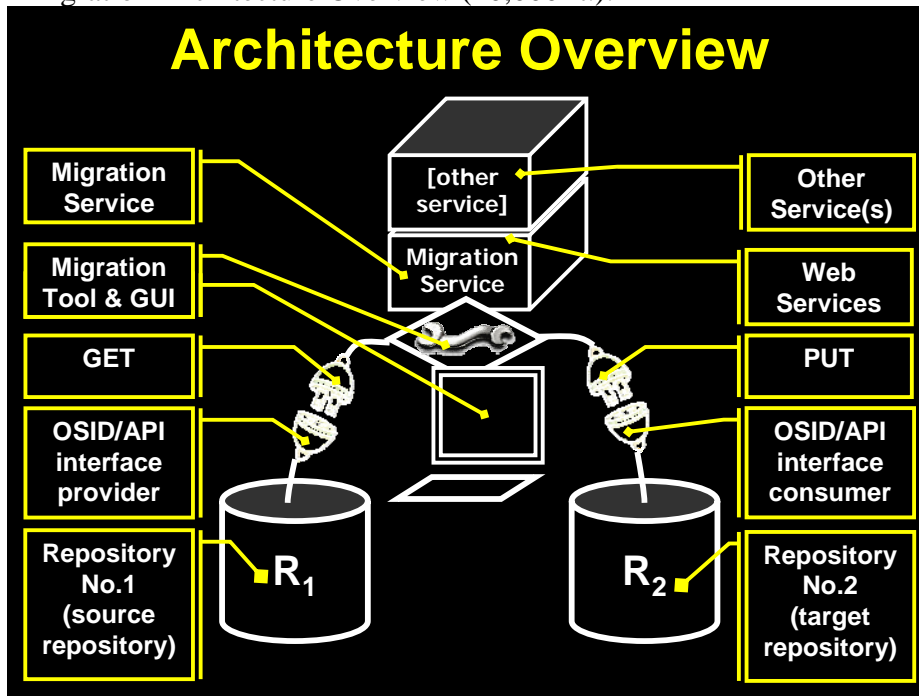 Architecture Overview
Migration
Service
Migration
Tool & GUI
GET
OSID/API
interface
provider
Repository
No.1
(source
repository)
[other
service]
Migration
Service
R1
R2
Other
Service(s)
Web
Services
PUT
OSID/API
interface
consumer
Repository
No.2
(target
repository)